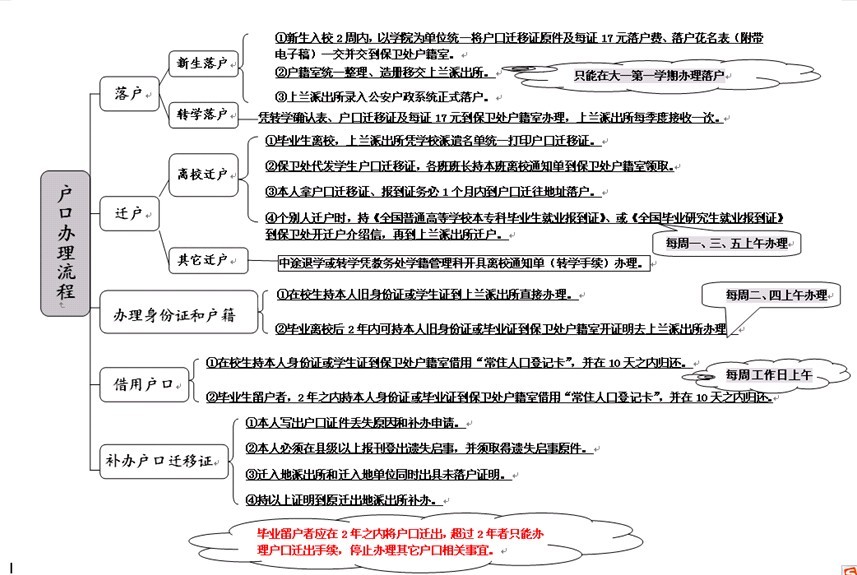 户口办理流程
落户
新生落户
①新生入校2周内，以学院为单位统一将户口迁移证原件及每证17元落户费、落户花名表（附带
电子稿）一交并交到保卫处户籍室。
②户籍室统一整理、造册移交上兰派出所。
只能在大一第一学期办理落户
③上兰派出所录入公安户政系统正式落户。
转学落户
凭转学确认表、户口迁移证及每证17元到保卫处户籍室办理，上兰派出所每季度接收一次。
迁户
离校迁户
①毕业生离校，上兰派出所凭学校派遣名单统一打印户口迁移证。
②保卫处代发学生户口迁移证，各班班长持本班离校通知单到保卫处户籍室领取。
③本人拿户口迁移证、报到证务必1个月内到户口迁往地址落户。
④个别人迁户时，持《全国普通高等学校本专科毕业生就业报到证》、或《全国毕业研究生就业报到证》
到保卫处开迁户介绍信，再到上兰派出所迁户。
每周一、三、五上午办理
其它迁户
中途退学或转学凭教务处学籍管理科开具离校通知单（转学手续）办理。
办理身份证和户籍
①在校生持本人旧身份证或学生证到上兰派出所直接办理。
每周二、四上午办理
②毕业离校后2年内可持本人旧身份证或毕业证到保卫处户籍室开证明去上兰派出所办理
借用户口
①在校生持本人身份证或学生证到保卫处户籍室借用“常住人口登记卡”，并在10天之内归还。
每周工作日上午
②毕业生留户者，2年之内持本人身份证或毕业证到保卫处户籍室借用“常住人口登记卡”，并在10天之内归还。
补办户口迁移证
①本人写出户口证件丢失原因和补办申请。
②本人必须在县级以上报刊登出遗失启事，并须取得遗失启事原件。
③迁入地派出所和迁入地单位同时出具未落户证明。
④持以上证明到原迁出地派出所补办。
毕业留户者应在2年之内将户口迁出，超过2年者只能办
理户口迁出手续，停止办理其它户口相关事宜。